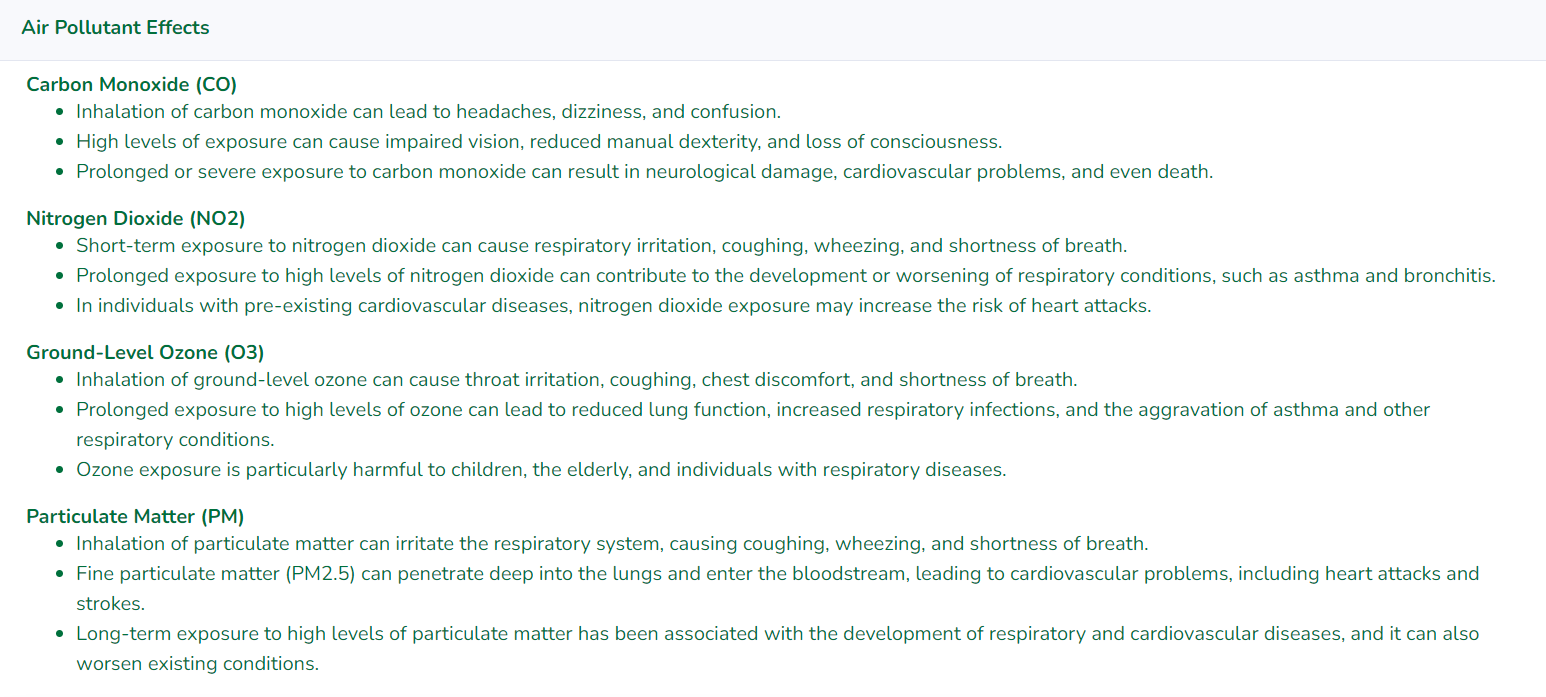 Air Pollutant Effects
Carbon Monoxide (CO)
• Inhalation of carbon monoxide can lead to headaches, dizziness, and confusion.
• High levels of exposure can cause impaired vision, reduced manual dexterity, and loss of consciousness.
• Prolonged or severe exposure to carbon monoxide can result in neurological damage, cardiovascular problems, and even death.
Nitrogen Dioxide (NO2)
• Short-term exposure to nitrogen dioxide can cause respiratory irritation, coughing, wheezing, and shortness of breath.
• Prolonged exposure to high levels of nitrogen dioxide can contribute to the development or worsening of respiratory conditions, such as asthma and bronchitis.
• In individuals with pre-existing cardiovascular diseases, nitrogen dioxide exposure may increase the risk of heart attacks.
Ground-Level Ozone (O3)
• Inhalation of ground-level ozone can cause throat irritation, coughing, chest discomfort, and shortness of breath.
• Prolonged exposure to high levels of ozone can lead to reduced lung function, increased respiratory infections, and the aggravation of asthma and other
respiratory conditions.
• Ozone exposure is particularly harmful to children, the elderly, and individuals with respiratory diseases.
Particulate Matter (PM)
• Inhalation of particulate matter can irritate the respiratory system, causing coughing, wheezing, and shortness of breath.
• Fine particulate matter (PM2.5) can penetrate deep into the lungs and enter the bloodstream, leading to cardiovascular problems, including heart attacks and
strokes.
• Long-term exposure to high levels of particulate matter has been associated with the development of respiratory and cardiovascular diseases, and it can also
worsen existing conditions.